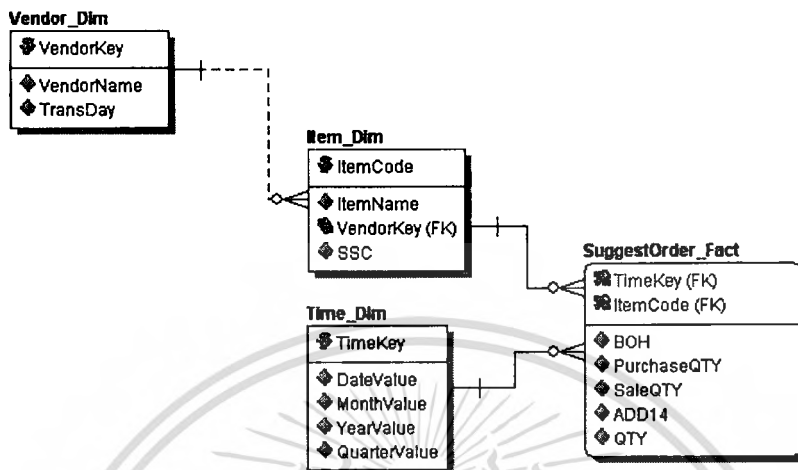 Vendor_Dim
VendorKey
VendorName
TransDay
Item_Dim
ItemCode
ItemName
VendorKey (FK)
SSC
SuggestOrder_Fact
TimeKey (FK)
ItemCode (FK)
BOH
PurchaseQTY
SaleQTY
ADD14
QTY
Time_Dim
TimeKey
DateValue
MonthValue
YearValue
QuarterValue